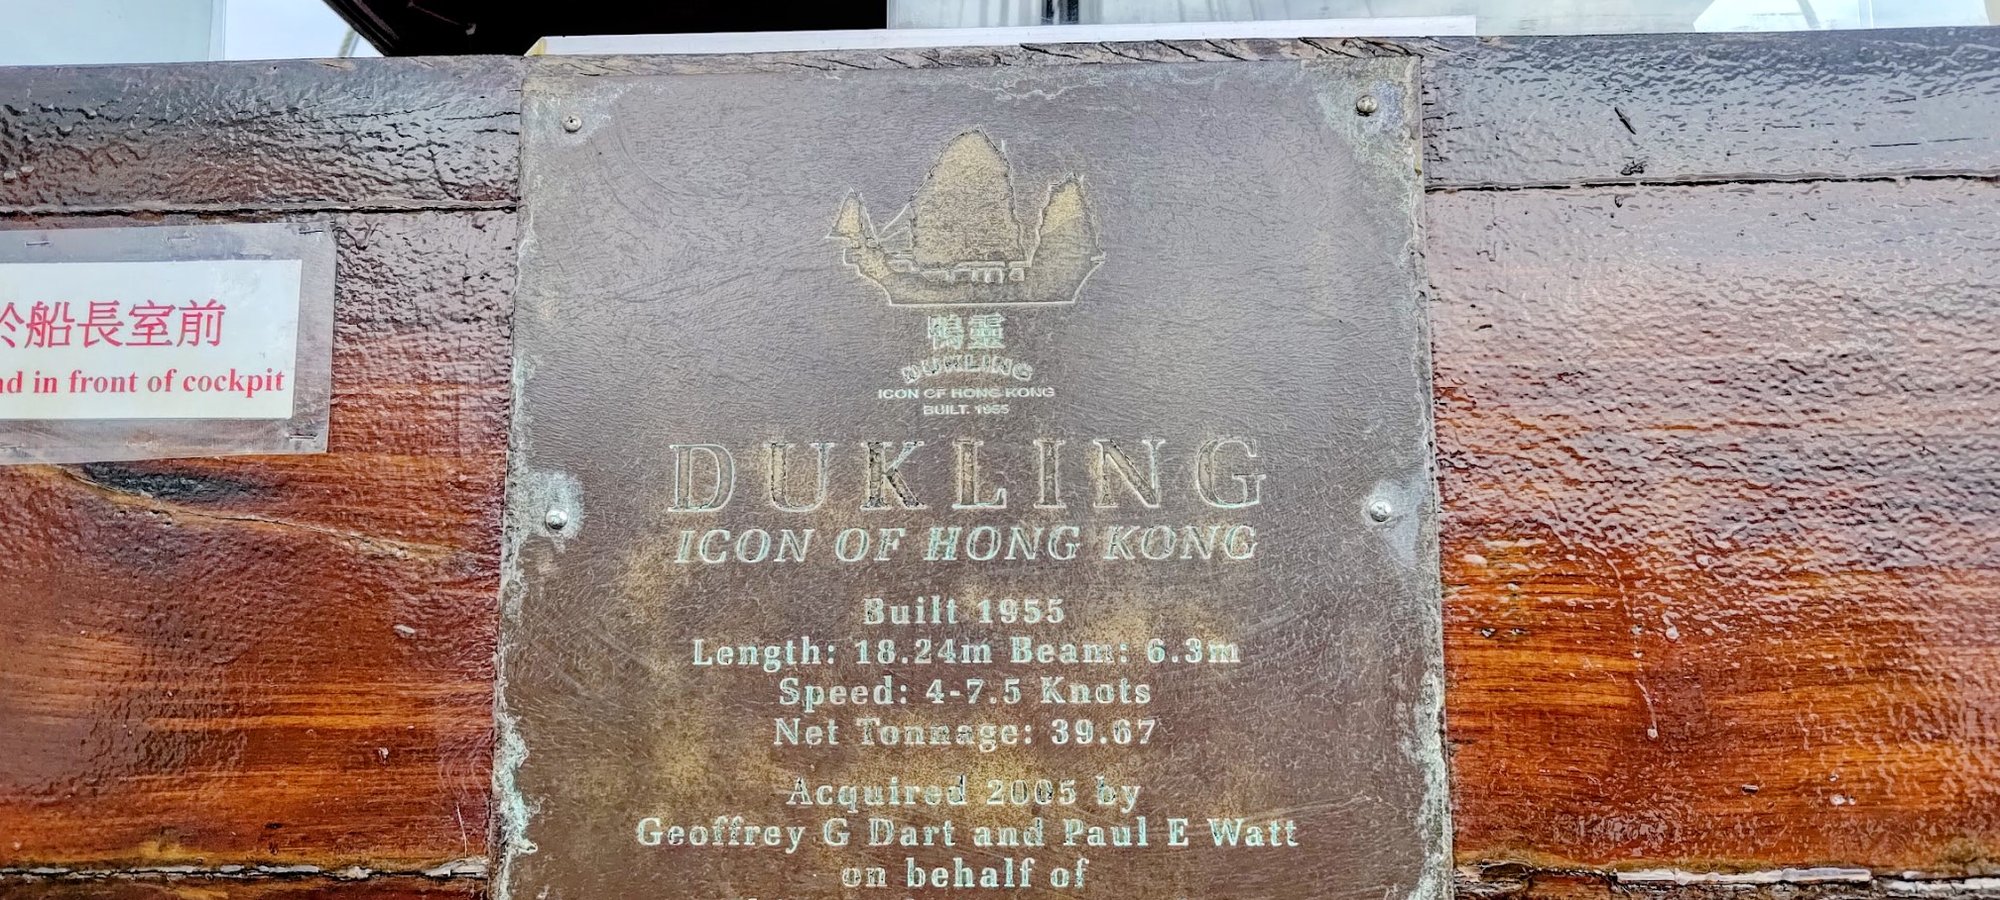 於船長室前
nd in front of cockpit
鴨靈
DUKLING
ICON OF HONG KONG
BUILT. 1955
DUKLING
ICON OF HONG KONG
Built 1955
Length: 18.24m Beam: 6.3m
Speed: 4-7.5 Knots
Net Tonnage: 39.67
Acquired 2005 by
Geoffrey G Dart and Paul E Watt
on behalf of